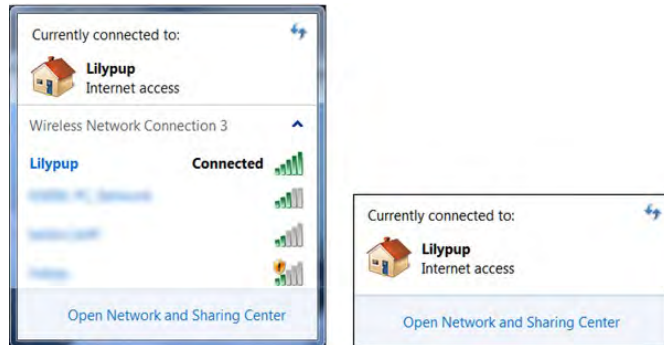 Currently connected to:
Lilypup
Internet access
Wireless Network Connection 3
Lilypup Connected
Open Network and Sharing Center
Currently connected to:
Lilypup
Internet access
Open Network and Sharing Center